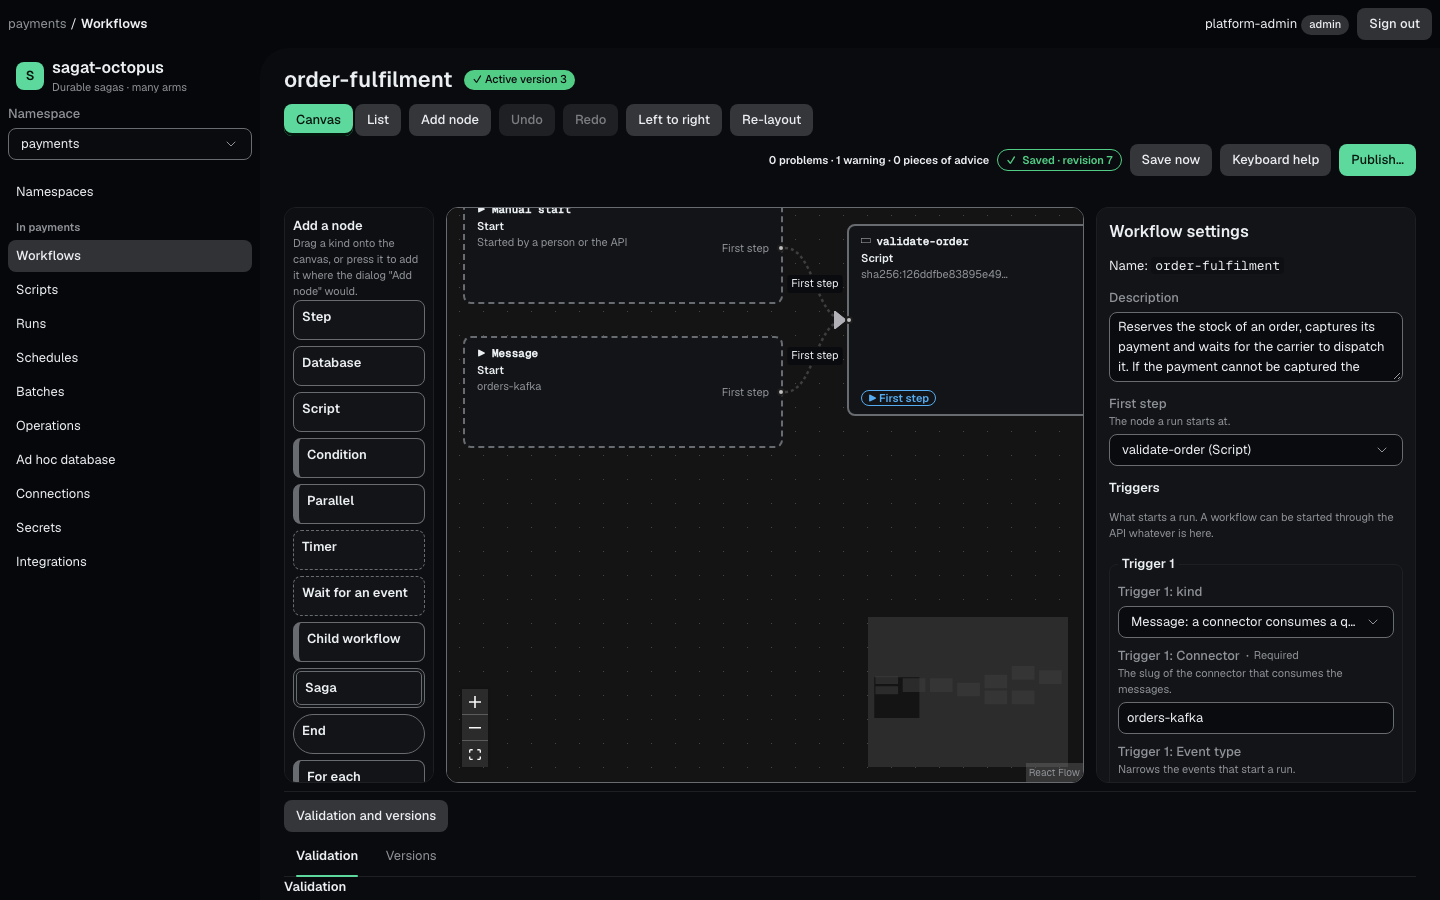 payments / Workflows
platform-admin admin Sign out
S sagat-octopus
Durable sagas · many arms
Namespace
payments
Namespaces
In payments
Workflows
Scripts
Runs
Schedules
Batches
Operations
Ad hoc database
Connections
Secrets
Integrations
order-fulfilment ✓ Active version 3
Canvas List Add node Undo Redo Left to right Re-layout
0 problems · 1 warning · 0 pieces of advice ✓ Saved · revision 7 Save now Keyboard help Publish...
Add a node
Drag a kind onto the
canvas, or press it to add
it where the dialog "Add
node" would.
Step
Database
Script
Condition
Parallel
Timer
Wait for an event
Child workflow
Saga
End
For each
Manual start
Start
Started by a person or the API
First step
First step
Message
Start
orders-kafka
First step
First step
validate-order
Script
sha256:126ddfbe83895e49...
First step
React Flow
Workflow settings
Name: order-fulfilment
Description
Reserves the stock of an order, captures its
payment and waits for the carrier to dispatch
it. If the payment cannot be captured the
First step
The node a run starts at.
validate-order (Script)
Triggers
What starts a run. A workflow can be started through the
API whatever is here.
Trigger 1
Trigger 1: kind
Message: a connector consumes a q...
Trigger 1: Connector · Required
The slug of the connector that consumes the
messages.
orders-kafka
Trigger 1: Event type
Narrows the events that start a run.
Validation and versions
Validation Versions
Validation